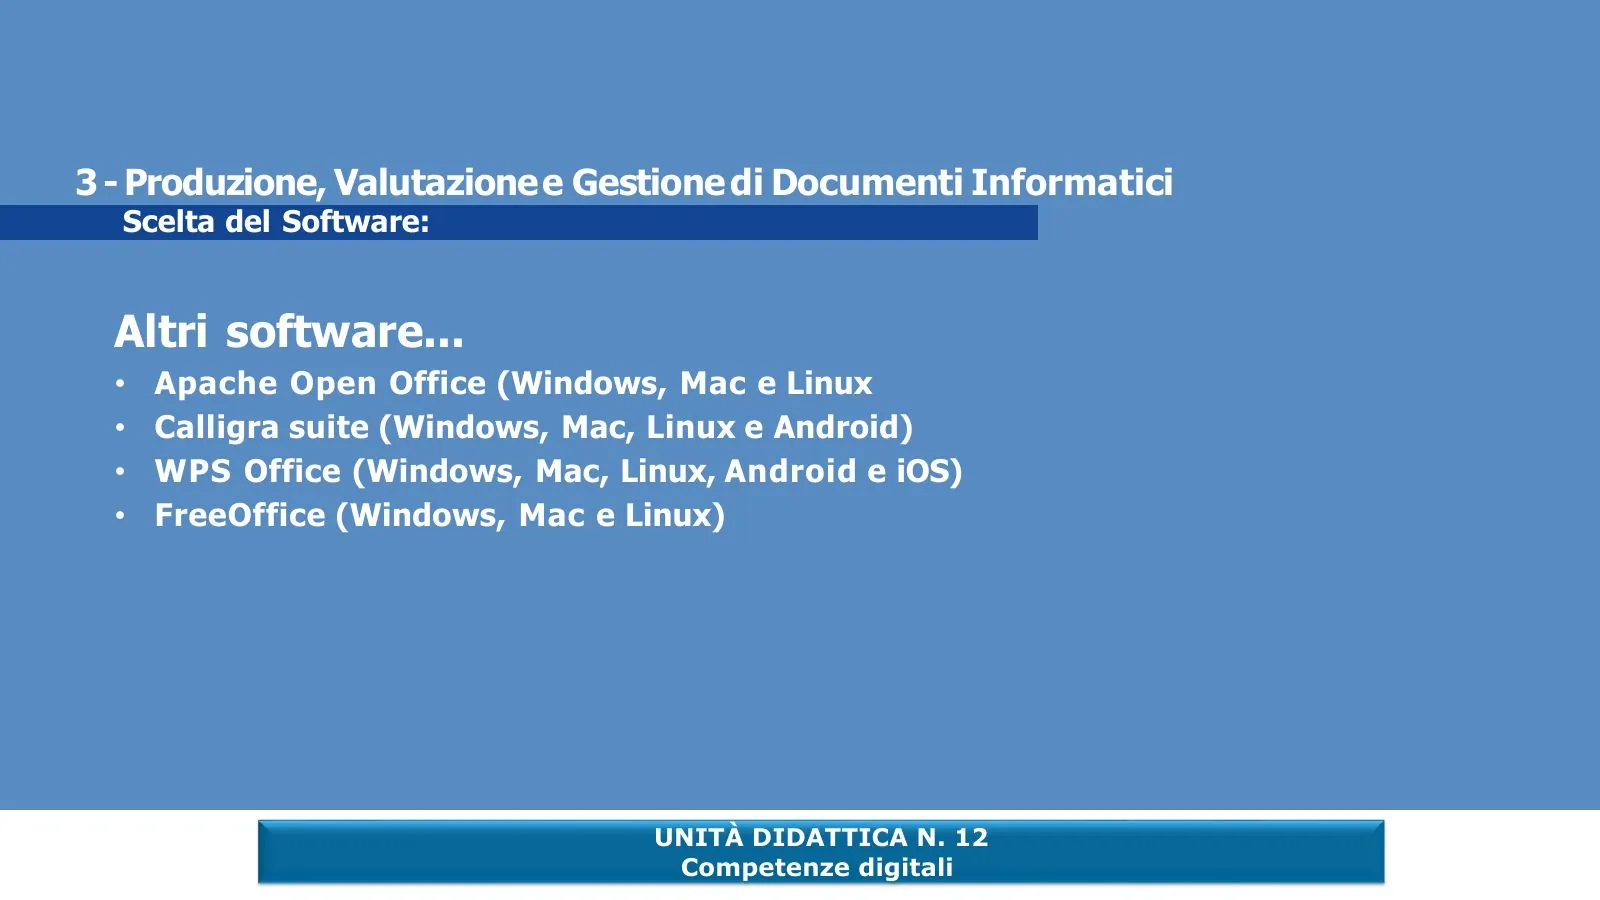 3 - Produzione, Valutazione e Gestione di Documenti Informatici
Scelta del Software:
Altri software...
• Apache Open Office (Windows, Mac e Linux
• Calligra suite (Windows, Mac, Linux e Android)
• WPS Office (Windows, Mac, Linux, Android e iOS)
• FreeOffice (Windows, Mac e Linux)
UNITÀ DIDATTICA N. 12
Competenze digitali